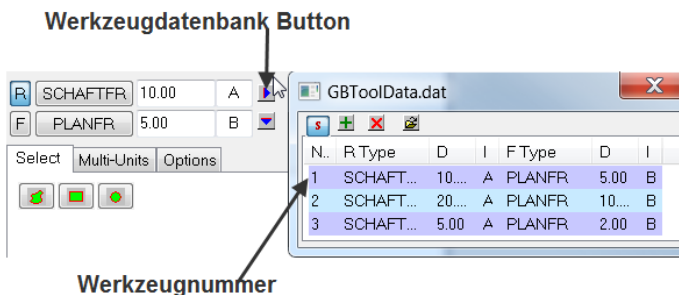 Werkzeugdatenbank Button
R SCHAFTFR 10.00 A
F PLANFR 5.00 B
Select Multi-Units Options
GBToolData.dat
S
N.. R Type D I F Type D I
1 SCHAFT... 10.... A PLANFR 5.00 B
2 SCHAFT... 20.... A PLANFR 10.... B
3 SCHAFT... 5.00 A PLANFR 2.00 B
Werkzeugnummer